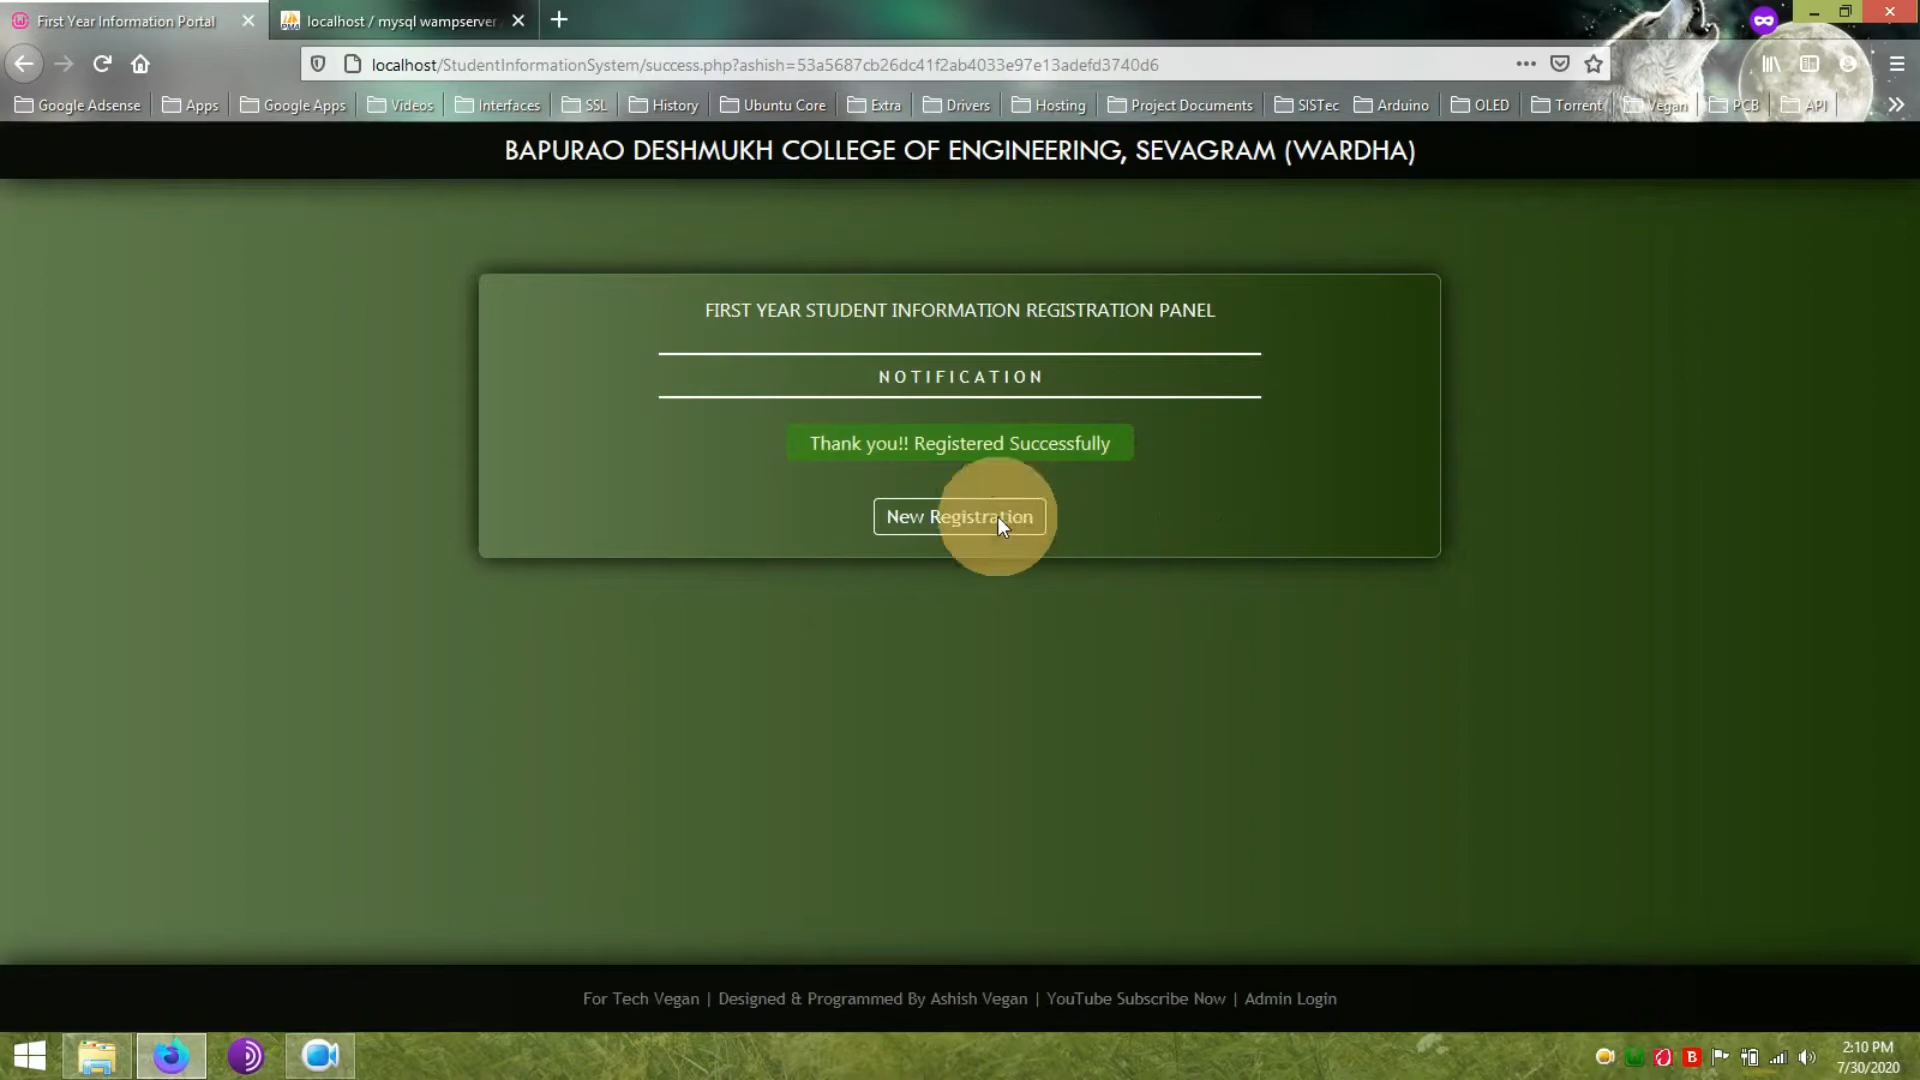 First Year Information Portal
localhost / mysql wampserver
localhost/StudentInformationSystem/success.php?ashish=53a5687cb26dc41f2ab4033e97e13adefd3740d6
Google Adsense Apps Google Apps Videos Interfaces SSL History Ubuntu Core Extra Drivers Hosting Project Documents SISTec Arduino OLED Torrent Vegan PCB API
BAPURAO DESHMUKH COLLEGE OF ENGINEERING, SEVAGRAM (WARDHA)
FIRST YEAR STUDENT INFORMATION REGISTRATION PANEL
NOTIFICATION
Thank you!! Registered Successfully
New Registration
For Tech Vegan | Designed & Programmed By Ashish Vegan | YouTube Subscribe Now | Admin Login
2:10 PM
7/30/2020